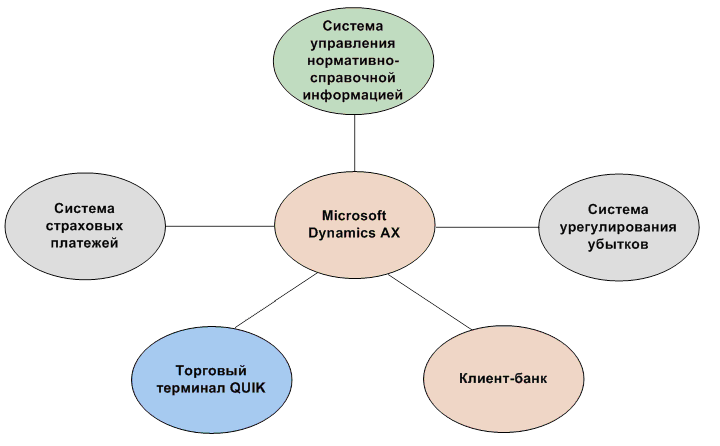 Система
управления
нормативно-
справочной
информацией
Система
страховых
платежей
Microsoft
Dynamics AX
Система
урегулирования
убытков
Торговый
терминал QUIK
Клиент-банк